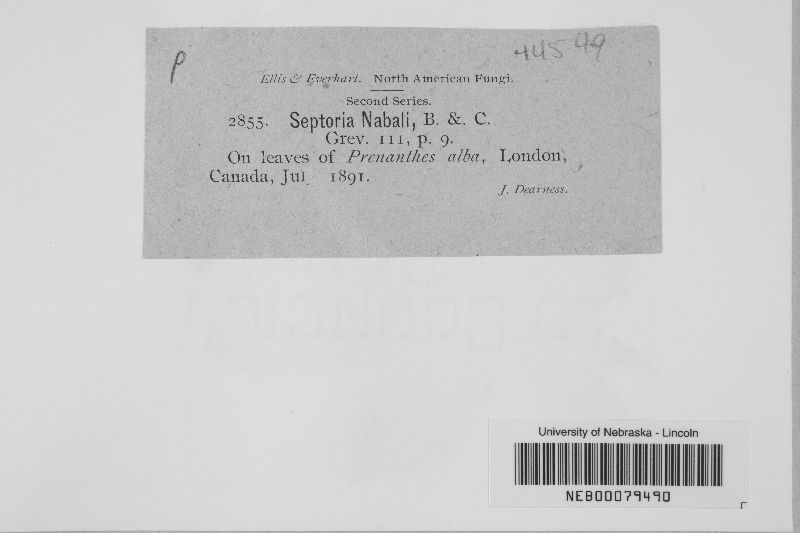 P 44549
Ellis & Everhart. North American Fungi.
Second Series.
2855. Septoria Nabali, B. &. C.
Grev. III, p. 9.
On leaves of Prenanthes alba, London,
Canada, Jul 1891.
J. Dearness.
University of Nebraska - Lincoln
NEB00079490